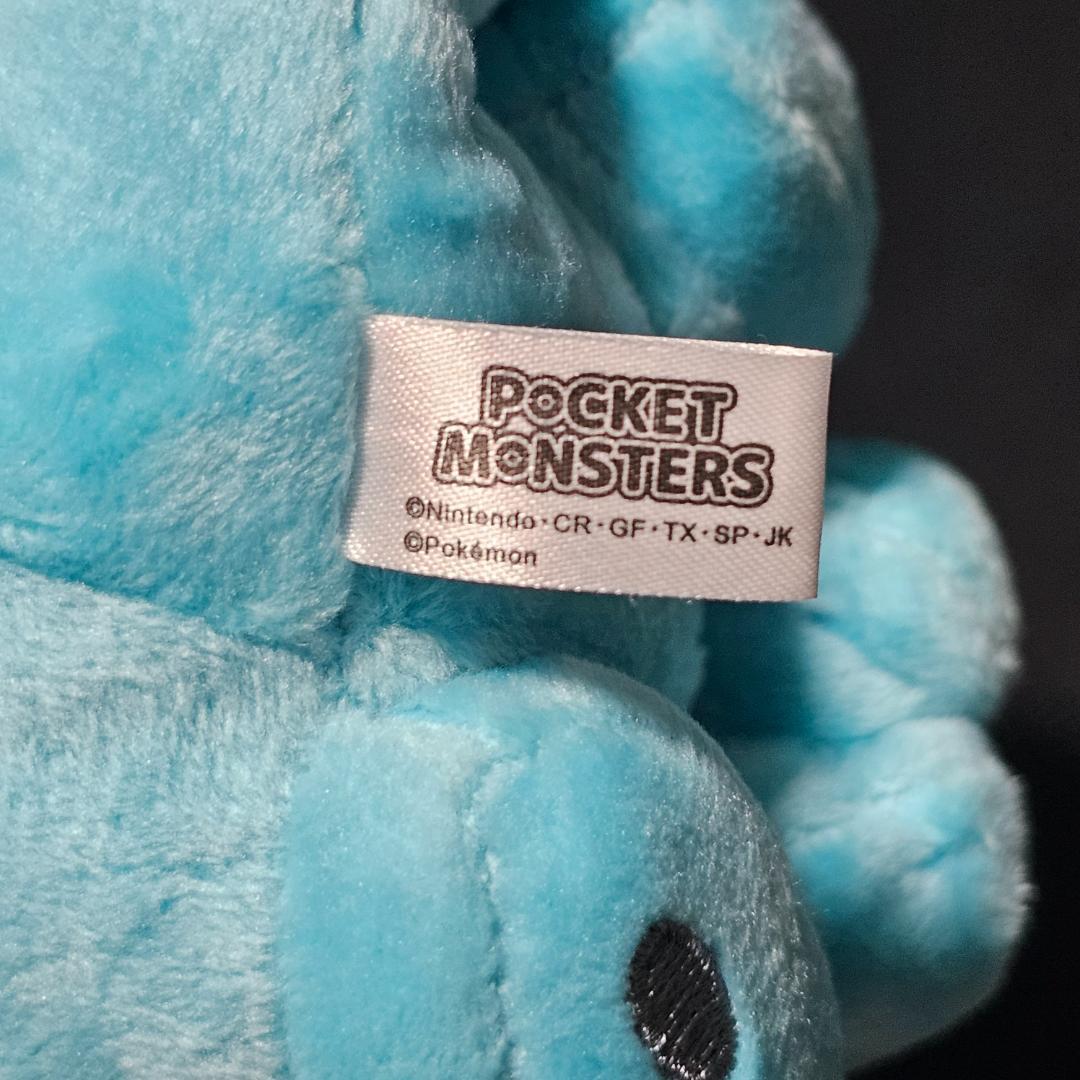 POCKET
MONSTERS
©Nintendo・CR・GF・TX・SP・JK
©Pokémon